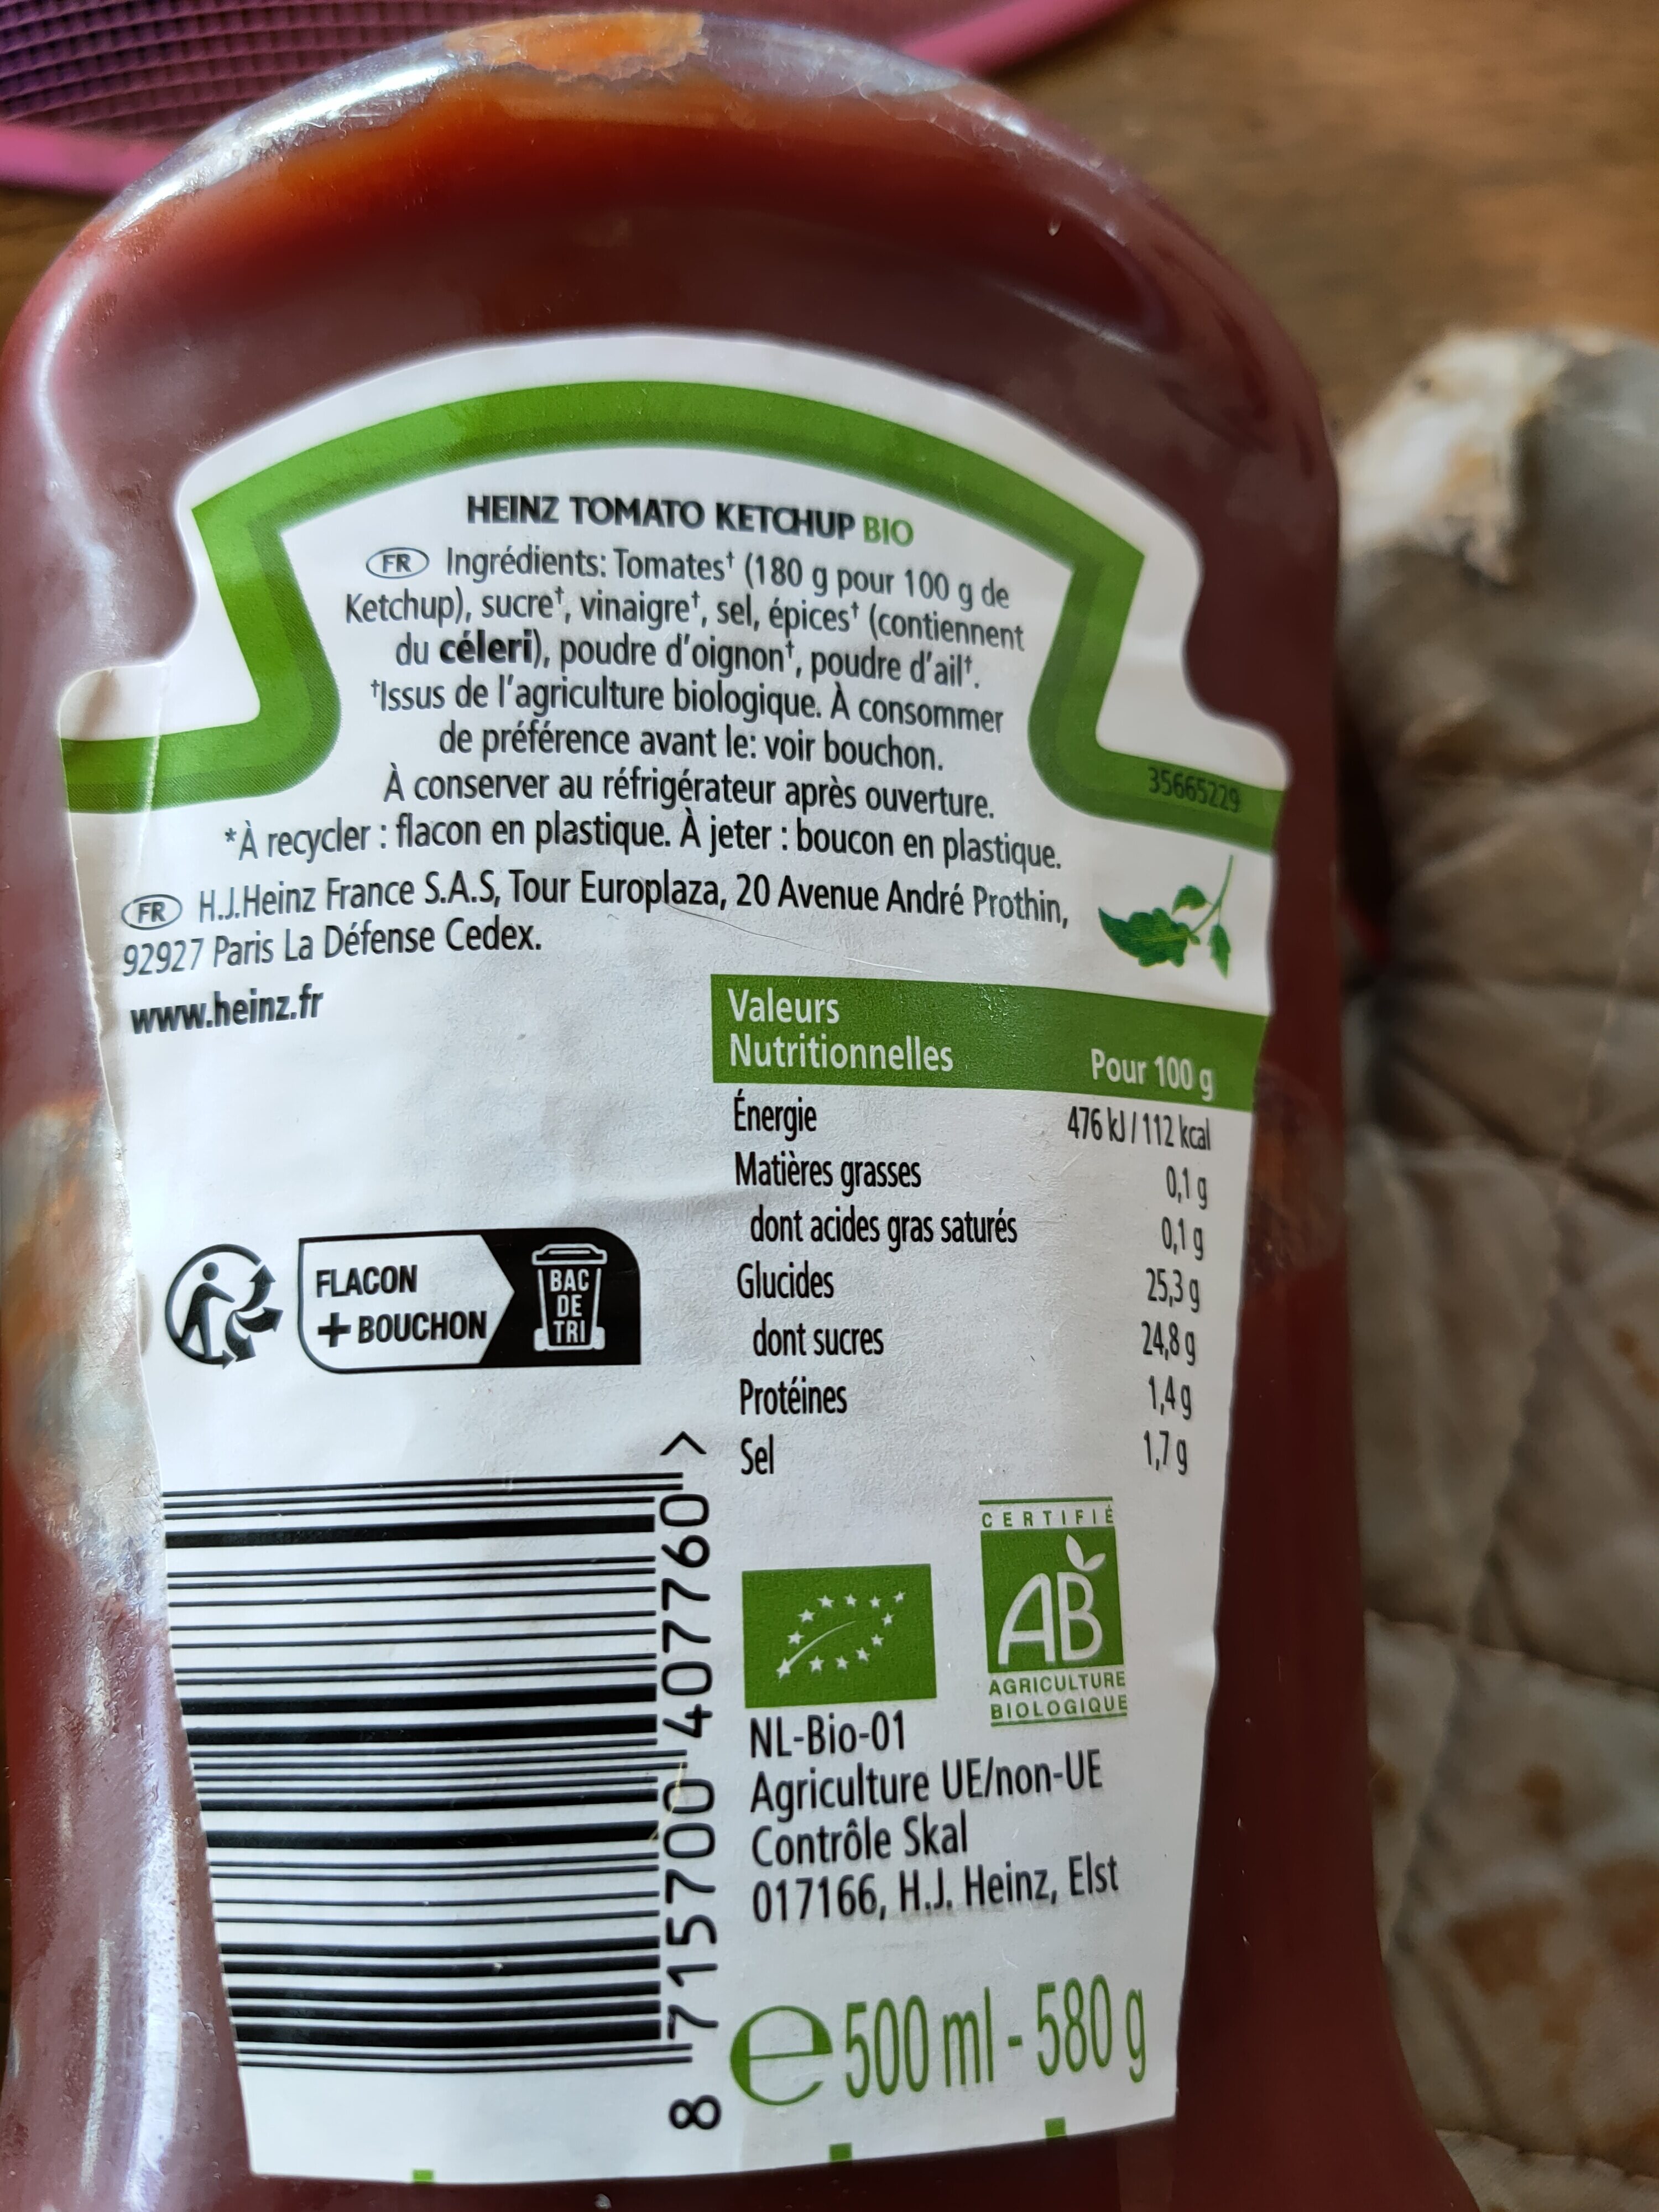 HEINZ TOMATO KETCHUP BIO
FR Ingrédients: Tomates† (180 g pour 100 g de
Ketchup), sucre†, vinaigre†, sel, épices† (contiennent
du céleri), poudre d'oignon†, poudre d'ail†.
†Issus de l'agriculture biologique. À consommer
de préférence avant le: voir bouchon.
À conserver au réfrigérateur après ouverture.
*À recycler : flacon en plastique. À jeter : boucon en plastique.
35665229
FR H.J.Heinz France S.A.S, Tour Europlaza, 20 Avenue André Prothin,
92927 Paris La Défense Cedex.
www.heinz.fr
Valeurs
Nutritionnelles Pour 100 g
Énergie 476 kJ / 112 kcal
Matières grasses 0,1 g
dont acides gras saturés 0,1 g
Glucides 25,3 g
dont sucres 24,8 g
Protéines 1,4 g
Sel 1,7 g
FLACON
+ BOUCHON
BAC
DE
TRI
8 715700 407760 >
CERTIFIÉ
AB
AGRICULTURE
BIOLOGIQUE
NL-Bio-01
Agriculture UE/non-UE
Contrôle Skal
017166, H.J. Heinz, Elst
e 500 ml - 580 g